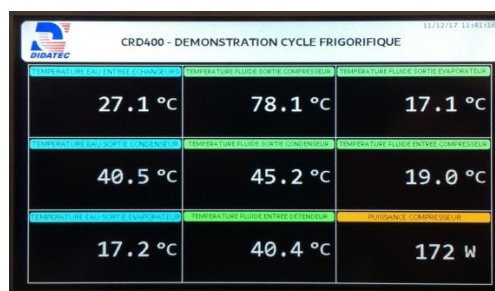 11/12/17 11:41:16
DIDATEC
CRD400 - DEMONSTRATION CYCLE FRIGORIFIQUE
TEMPERATURE EAU ENTREE ECHANGEURS
TEMPERATURE FLUIDE SORTIE COMPRESSEUR
TEMPERATURE FLUIDE SORTIE EVAPORATEUR
27.1 °C
78.1 °C
17.1 °C
TEMPERATURE EAU SORTIE CONDENSEUR
TEMPERATURE FLUIDE SORTIE CONDENSEUR
TEMPERATURE FLUIDE ENTREE COMPRESSEUR
40.5 °C
45.2 °C
19.0 °C
TEMPERATURE EAU SORTIE EVAPORATEUR
TEMPERATURE FLUIDE ENTREE DETENDEUR
PUISSANCE COMPRESSEUR
17.2 °C
40.4 °C
172 W